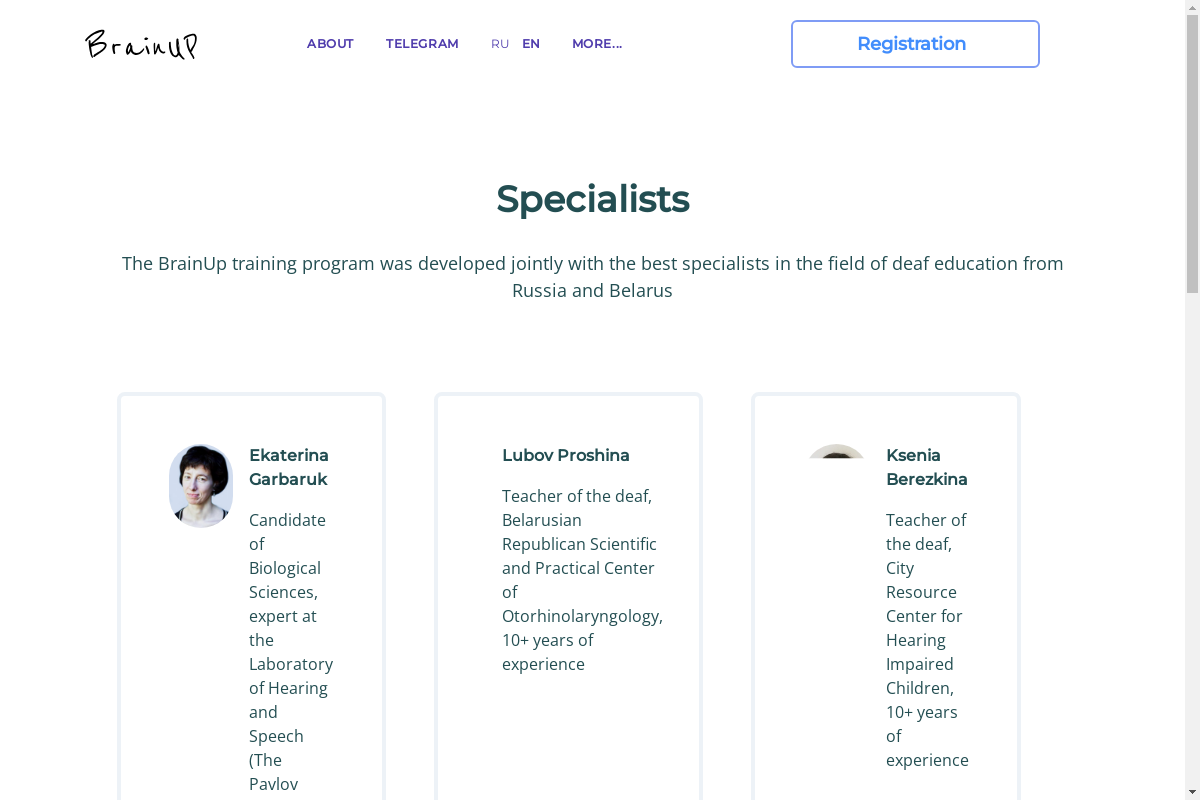 BrainUP
ABOUT
TELEGRAM
RU
EN
MORE...
Registration
Specialists
The BrainUp training program was developed jointly with the best specialists in the field of deaf education from
Russia and Belarus
Ekaterina
Garbaruk
Candidate
of
Biological
Sciences,
expert at
the
Laboratory
of Hearing
and
Speech
(The
Pavlov
Lubov Proshina
Teacher of the deaf,
Belarusian
Republican Scientific
and Practical Center
of
Otorhinolaryngology,
10+ years of
experience
Ksenia
Berezkina
Teacher of
the deaf,
City
Resource
Center for
Hearing
Impaired
Children,
10+ years
of
experience